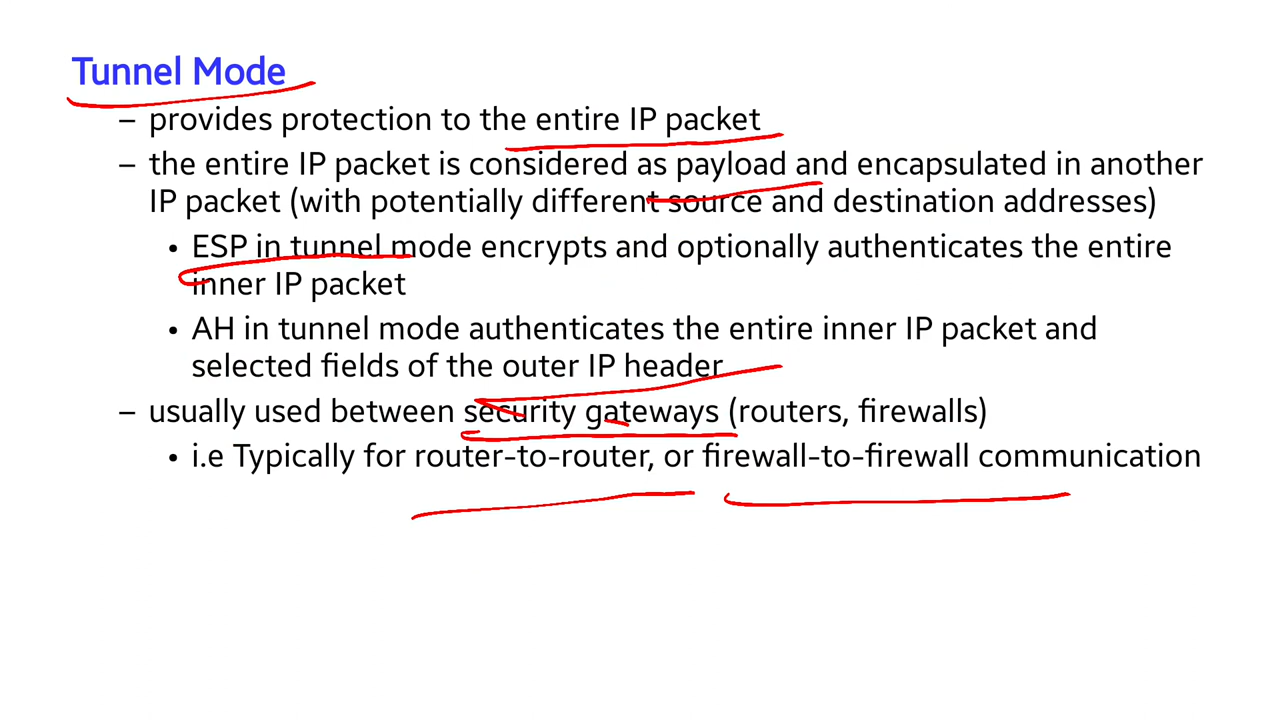 Tunnel Mode
– provides protection to the entire IP packet
– the entire IP packet is considered as payload and encapsulated in another
IP packet (with potentially different source and destination addresses)
• ESP in tunnel mode encrypts and optionally authenticates the entire
inner IP packet
• AH in tunnel mode authenticates the entire inner IP packet and
selected fields of the outer IP header
– usually used between security gateways (routers, firewalls)
• i.e Typically for router-to-router, or firewall-to-firewall communication